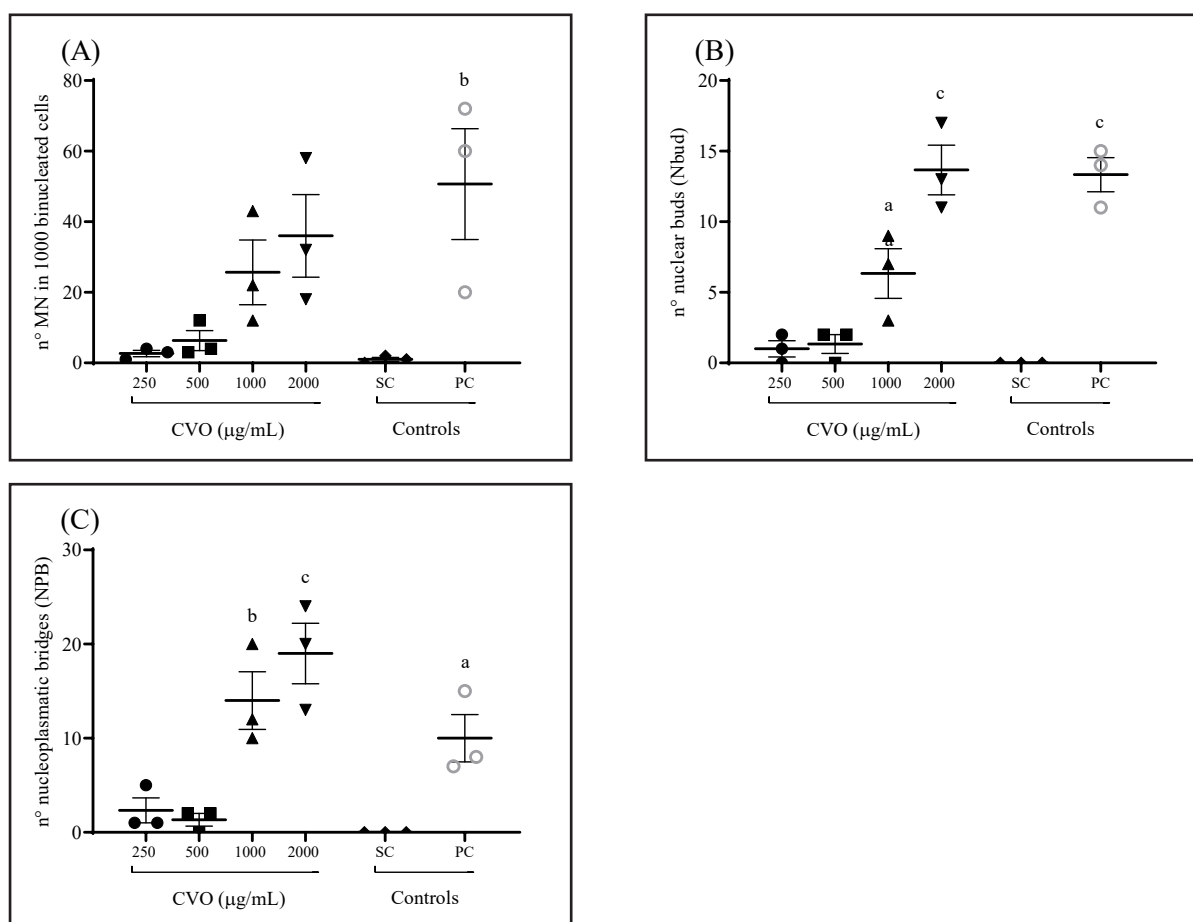 (A)
n° MN in 1000 binucleated cells
80
60
40
20
0
b
250 500 1000 2000 SC PC
CVO (µg/mL) Controls
(B)
n° nuclear buds (Nbud)
20
15
10
5
0
c
c
a
a
250 500 1000 2000 SC PC
CVO (µg/mL) Controls
(C)
n° nucleoplasmatic bridges (NPB)
30
20
10
0
c
b
a
250 500 1000 2000 SC PC
CVO (µg/mL) Controls